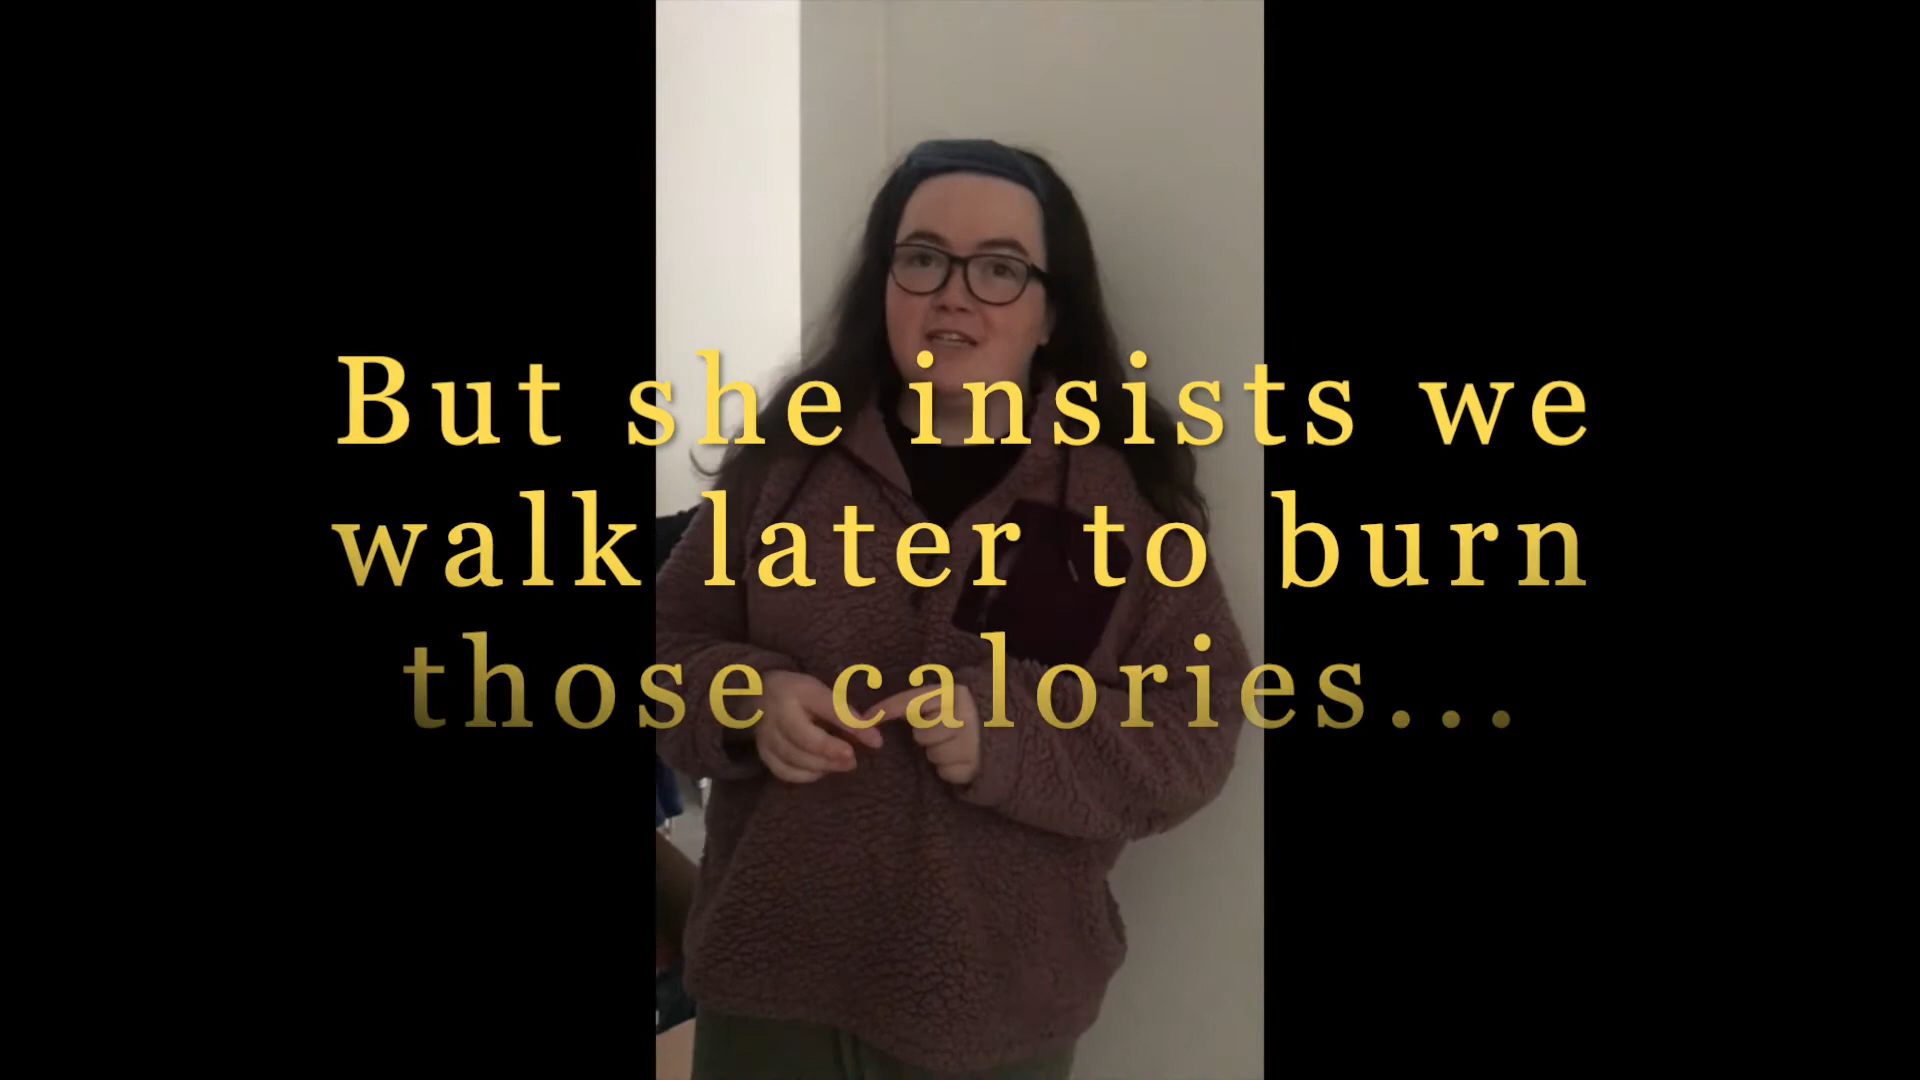 But she insists we
walk later to burn
those calories...